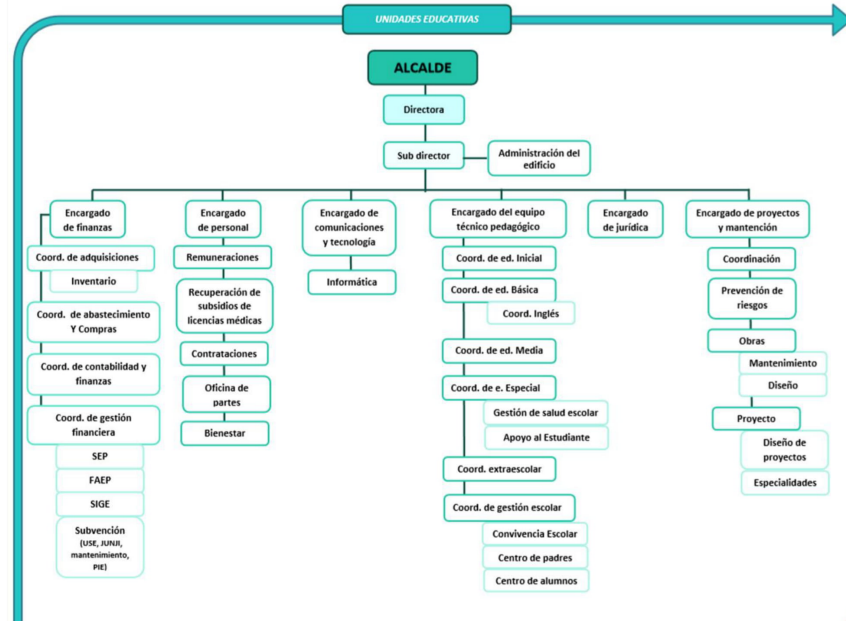 UNIDADES EDUCATIVAS
ALCALDE
Directora
Sub director
Administración del
edificio
Encargado
de finanzas
Coord. de adquisiciones
Inventario
Coord. de abastecimiento
Y Compras
Coord. de contabilidad y
finanzas
Coord. de gestión
financiera
SEP
FAEP
SIGE
Subvención
(USE, JUNJI,
mantenimiento,
PIE)
Encargado
de personal
Remuneraciones
Recuperación de
subsidios de
licencias médicas
Contrataciones
Oficina de
partes
Bienestar
Encargado de
comunicaciones
y tecnología
Informática
Encargado del equipo
técnico pedagógico
Coord. de ed. Inicial
Coord. de ed. Básica
Coord. Inglés
Coord. de ed. Media
Coord. de e. Especial
Gestión de salud escolar
Apoyo al Estudiante
Coord. extraescolar
Coord. de gestión escolar
Convivencia Escolar
Centro de padres
Centro de alumnos
Encargado
de jurídica
Encargado de proyectos
y mantención
Coordinación
Prevención de
riesgos
Obras
Mantenimiento
Diseño
Proyecto
Diseño de
proyectos
Especialidades